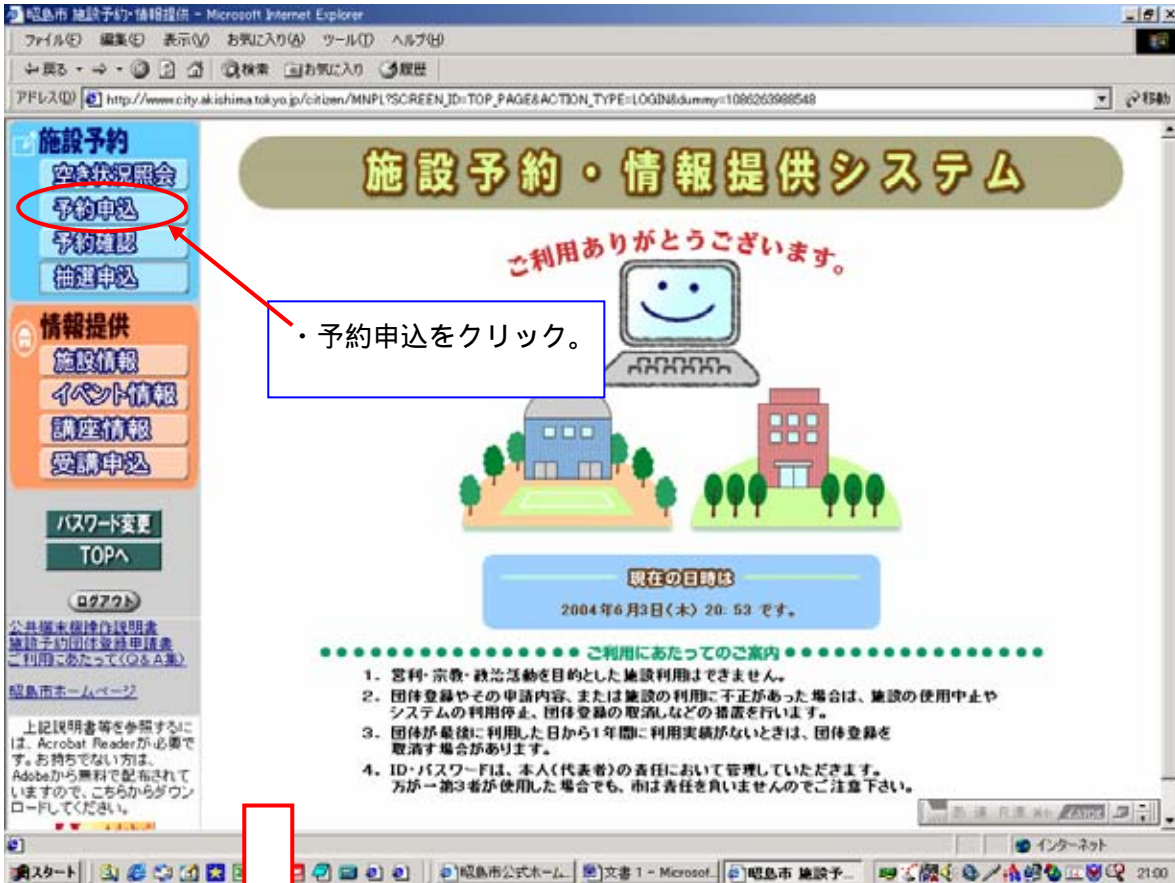 昭島市 施設予約・情報提供 - Microsoft Internet Explorer
ファイル(F) 編集(E) 表示(V) お気に入り(A) ツール(T) ヘルプ(H)
戻る 検索 お気に入り 履歴
アドレス(D) http://www.city.akishima.tokyo.jp/citizen/MNPL?SCREEN_ID=TOP_PAGE&ACTION_TYPE=LOGIN&dummy=1086263988548 移動
施設予約
空き状況照会
予約申込
予約確認
抽選申込
情報提供
施設情報
イベント情報
講座情報
受講申込
パスワード変更
TOPへ
ログアウト
公共端末機操作説明書
施設予約団体登録申請書
ご利用にあたって(Q&A集)
昭島市ホームページ
上記説明書等を参照するに
は、Acrobat Readerが必要で
す。お持ちでない方は、
Adobeから無料で配布されて
いますので、こちらからダウン
ロードしてください。
施設予約・情報提供システム
ご利用ありがとうございます。
・予約申込をクリック。
現在の日時は
2004年6月3日(木) 20:53 です。
ご利用にあたってのご案内
1. 営利・宗教・政治活動を目的とした施設利用はできません。
2. 団体登録やその申請内容、または施設の利用に不正があった場合は、施設の使用中止や
システムの利用停止、団体登録の取消しなどの措置を行います。
3. 団体が最後に利用した日から1年間に利用実績がないときは、団体登録を
取消す場合があります。
4. ID・パスワードは、本人(代表者)の責任において管理していただきます。
万が一第3者が使用した場合でも、市は責任を負いませんのでご注意下さい。
インターネット
スタート 昭島市公式ホーム... 文書 1 - Microsof... 昭島市 施設予... 21:00